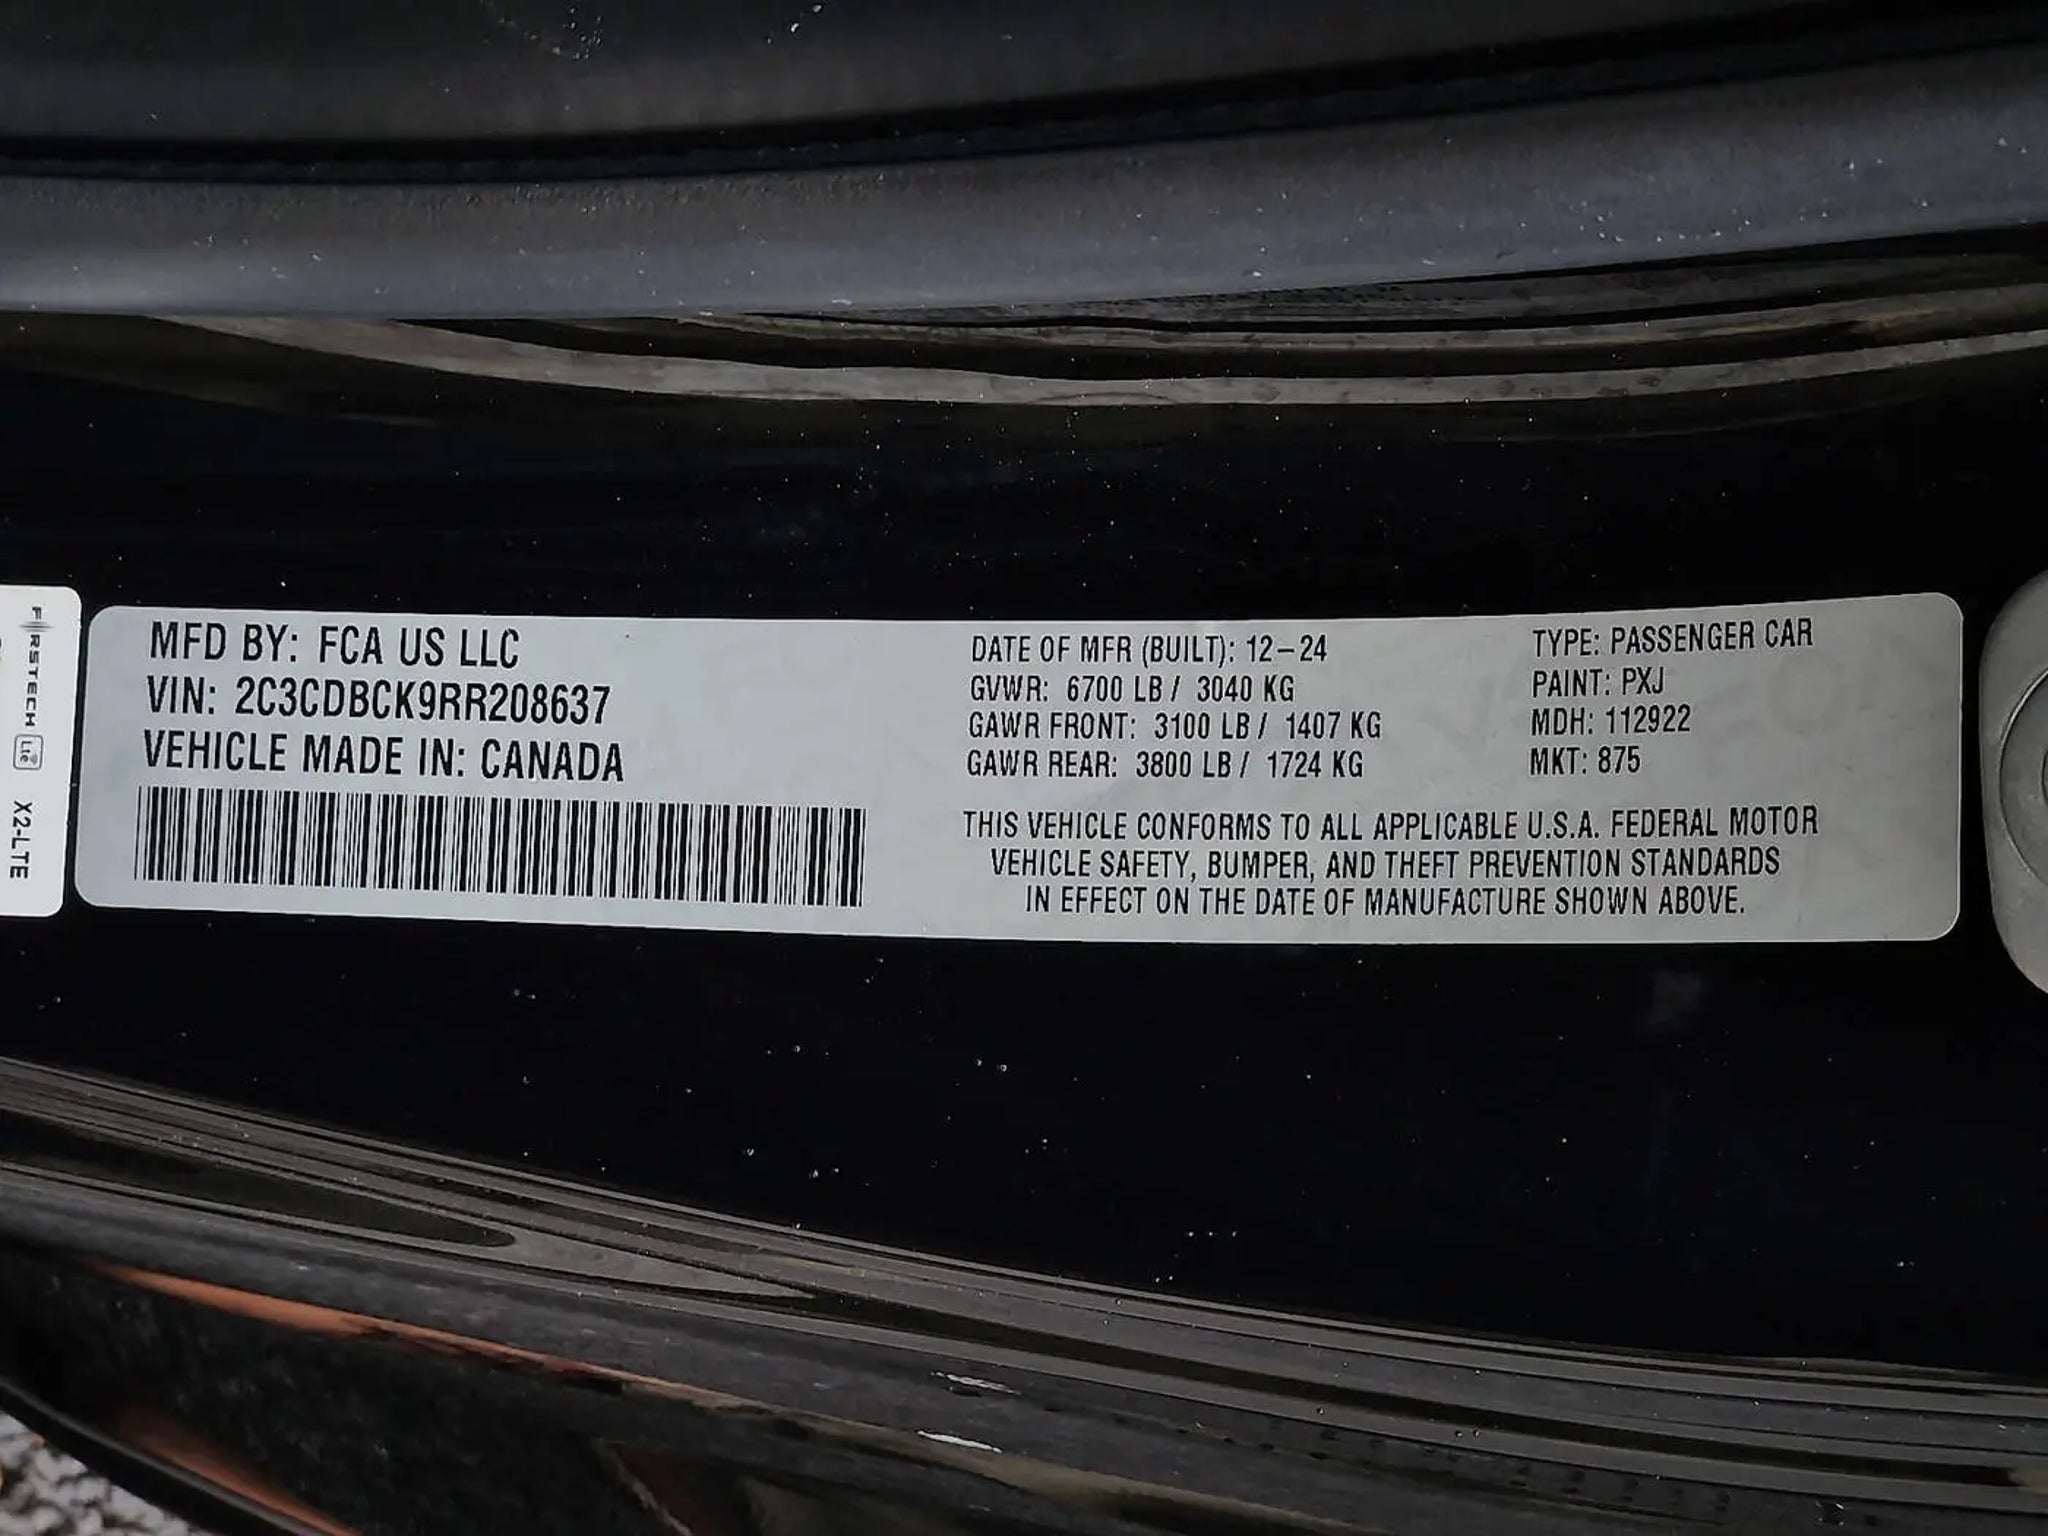 MFD BY: FCA US LLC
VIN: 2C3CDBCK9RR208637
VEHICLE MADE IN: CANADA
DATE OF MFR (BUILT): 12-24
GVWR: 6700 LB / 3040 KG
GAWR FRONT: 3100 LB / 1407 KG
GAWR REAR: 3800 LB / 1724 KG
TYPE: PASSENGER CAR
PAINT: PXJ
MDH: 112922
MKT: 875
THIS VEHICLE CONFORMS TO ALL APPLICABLE U.S.A. FEDERAL MOTOR
VEHICLE SAFETY, BUMPER, AND THEFT PREVENTION STANDARDS
IN EFFECT ON THE DATE OF MANUFACTURE SHOWN ABOVE.
FIRSTECH LtE X2-LTE